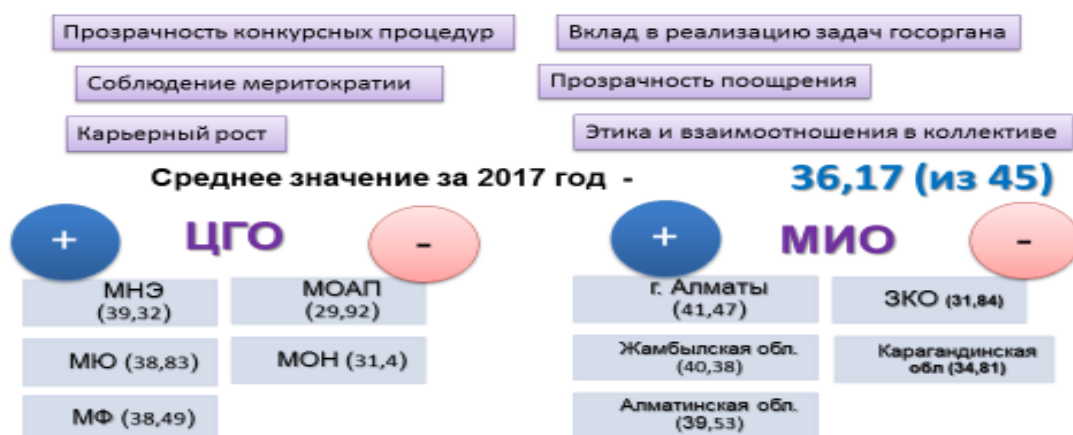 Прозрачность конкурсных процедур
Вклад в реализацию задач госоргана
Соблюдение меритократии
Прозрачность поощрения
Карьерный рост
Этика и взаимоотношения в коллективе
Среднее значение за 2017 год - 36,17 (из 45)
+ ЦГО -
+ МИО -
МНЭ
(39,32)
МОАП
(29,92)
МЮ (38,83)
МОН (31,4)
МФ (38,49)
г. Алматы
(41,47)
ЗКО (31,84)
Жамбылская обл.
(40,38)
Карагандинская
обл (34,81)
Алматинская обл.
(39,53)